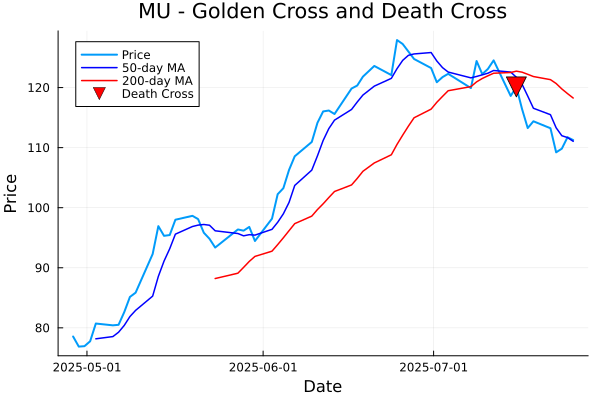 MU - Golden Cross and Death Cross
Price
50-day MA
200-day MA
Death Cross
Price
120
110
100
90
80
2025-05-01
2025-06-01
2025-07-01
Date